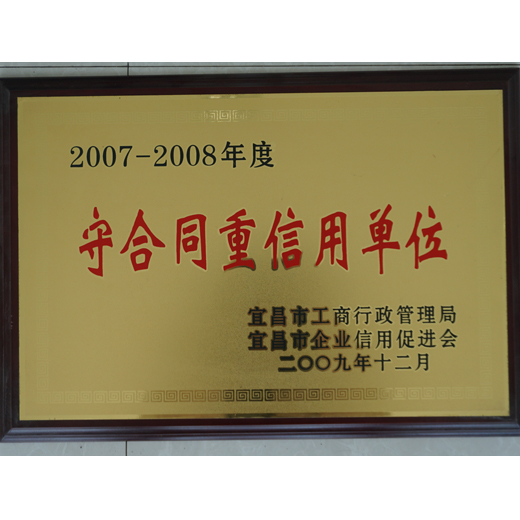 2007-2008年度
守合同重信用单位
宜昌市工商行政管理局
宜昌市企业信用促进会
二〇〇九年十二月